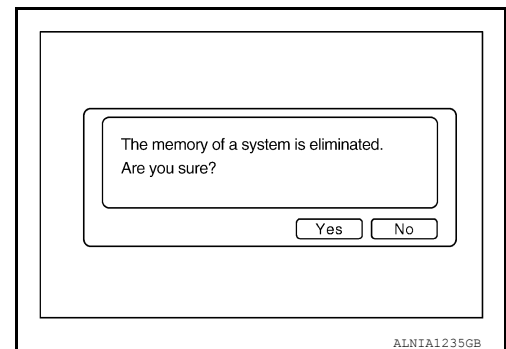 The memory of a system is eliminated.
Are you sure?
Yes No
ALNIA1235GB